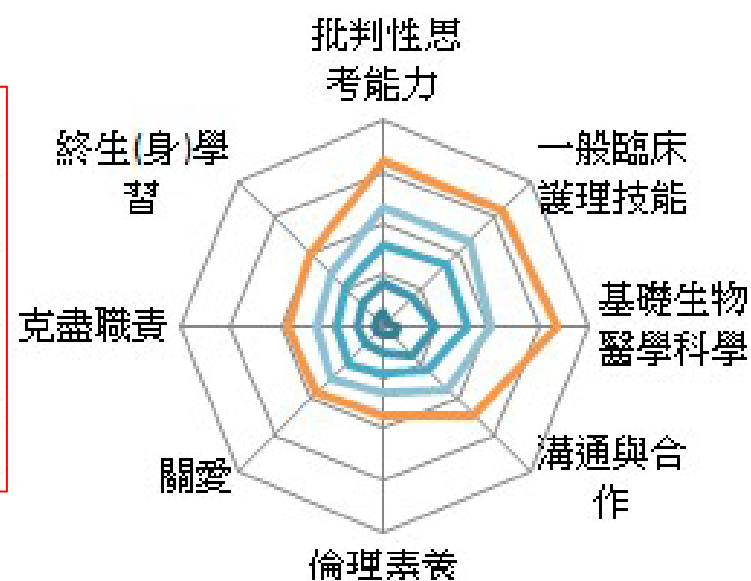 批判性思
考能力
一般臨床
護理技能
基礎生物
醫學科學
溝通與合
作
倫理素養
關愛
克盡職責
終生(身)學
習